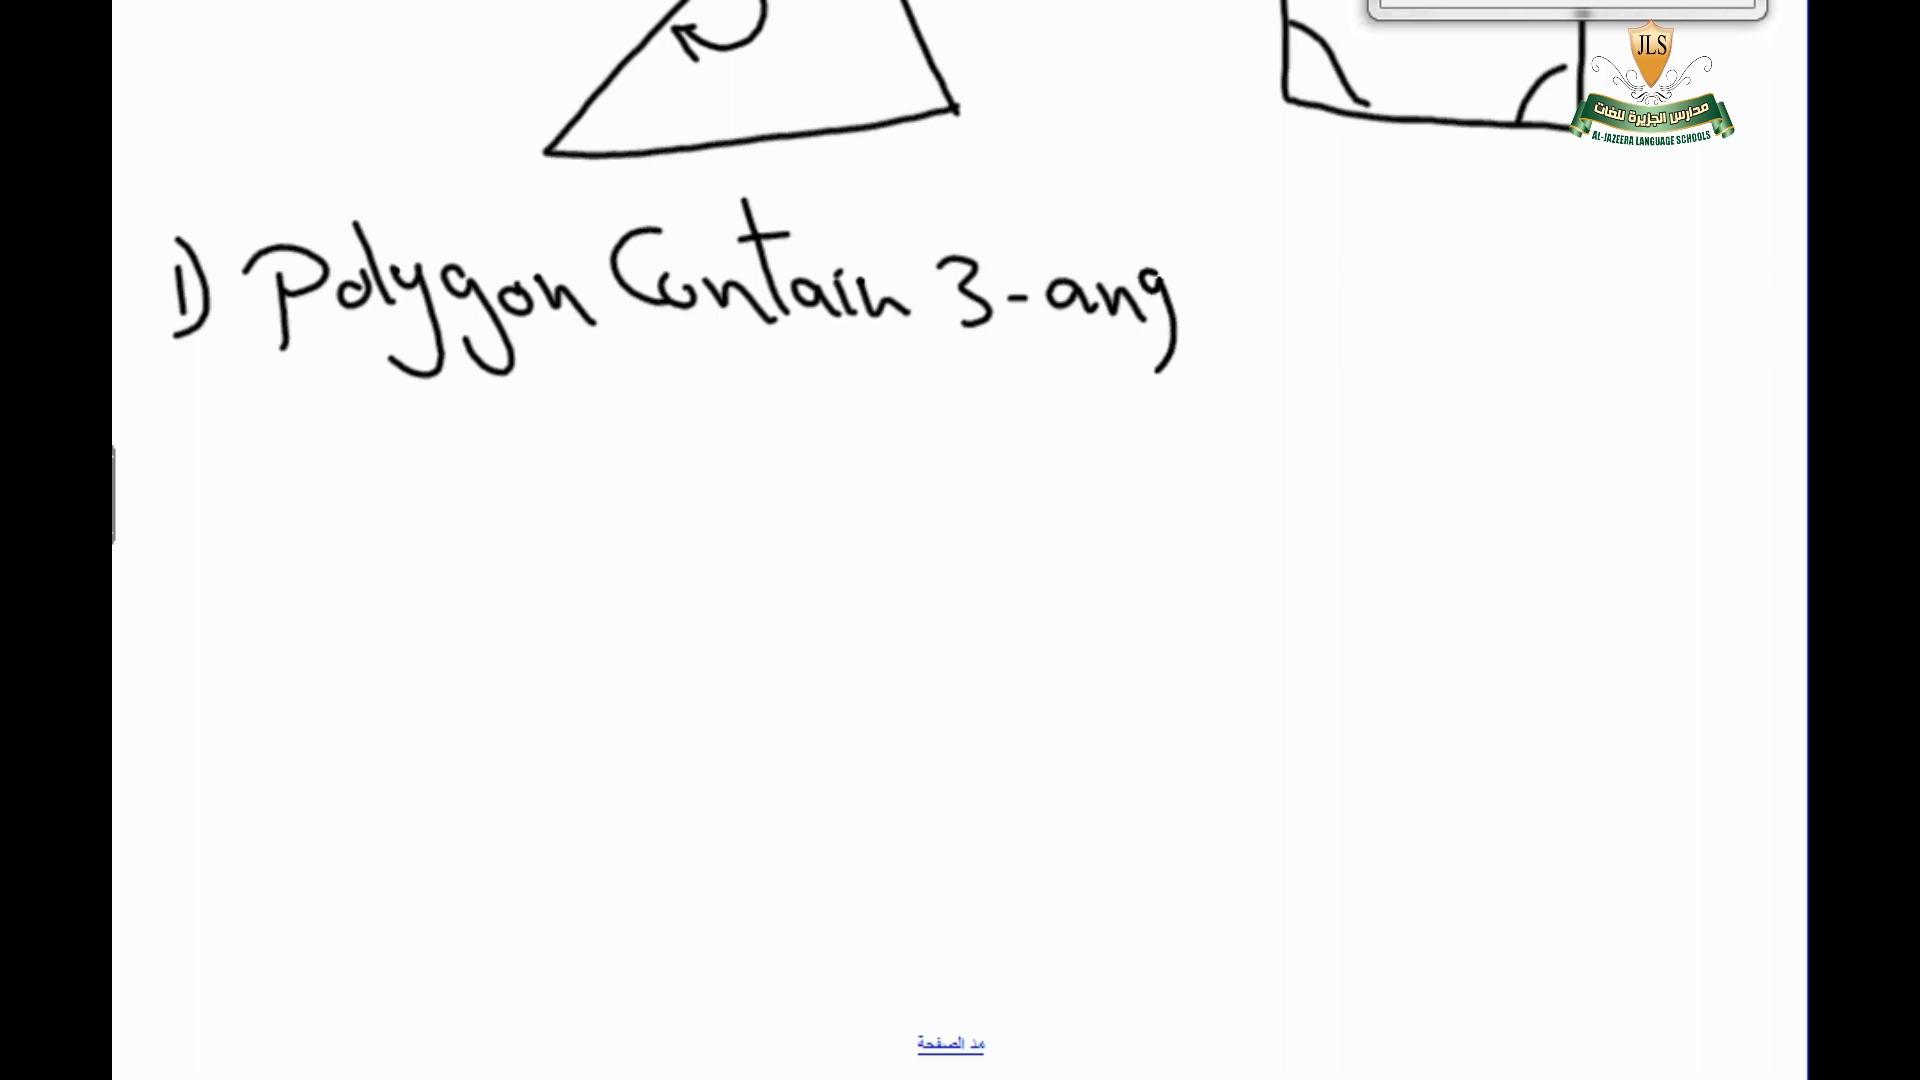 JLS
مدارس الجزيرة للغات
AL-JAZEERA LANGUAGE SCHOOLS
1) Polygon Contain 3-ang
مد الصفحة